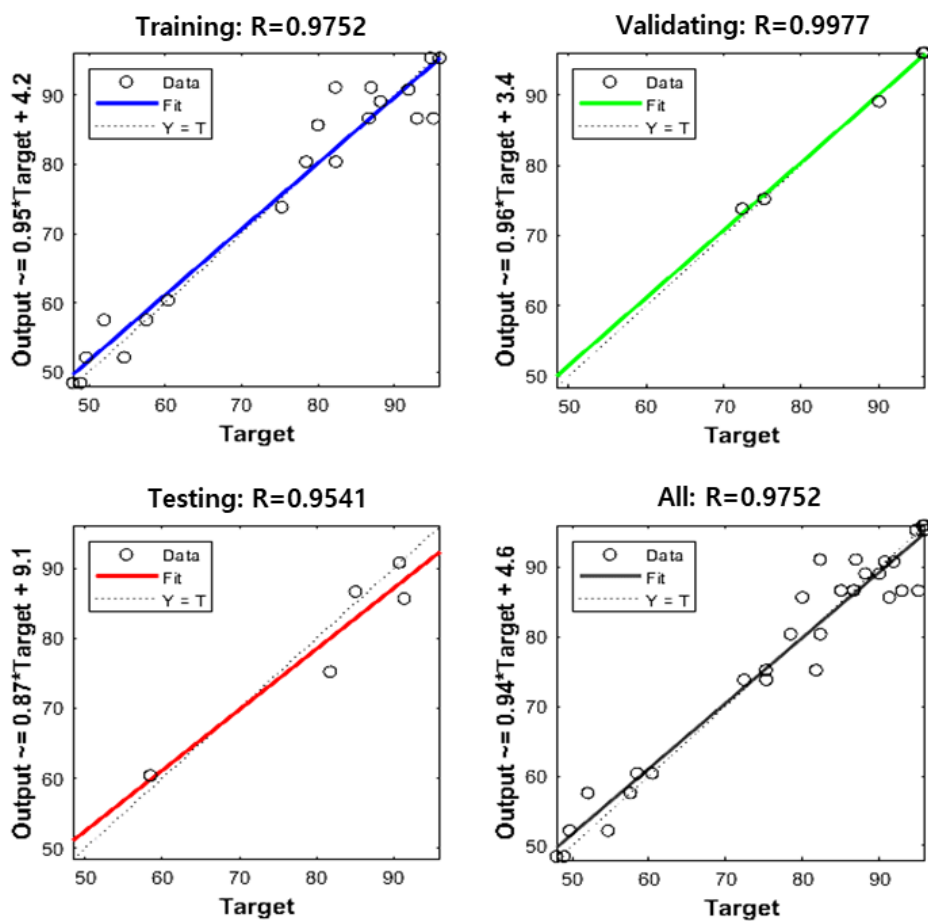 Training: R=0.9752
Output ~= 0.95*Target + 4.2
90
80
70
60
50
Data
Fit
Y = T
50 60 70 80 90
Target
Validating: R=0.9977
Output ~= 0.96*Target + 3.4
90
80
70
60
50
Data
Fit
Y = T
50 60 70 80 90
Target
Testing: R=0.9541
Output ~= 0.87*Target + 9.1
90
80
70
60
50
Data
Fit
Y = T
50 60 70 80 90
Target
All: R=0.9752
Output ~= 0.94*Target + 4.6
90
80
70
60
50
Data
Fit
Y = T
50 60 70 80 90
Target